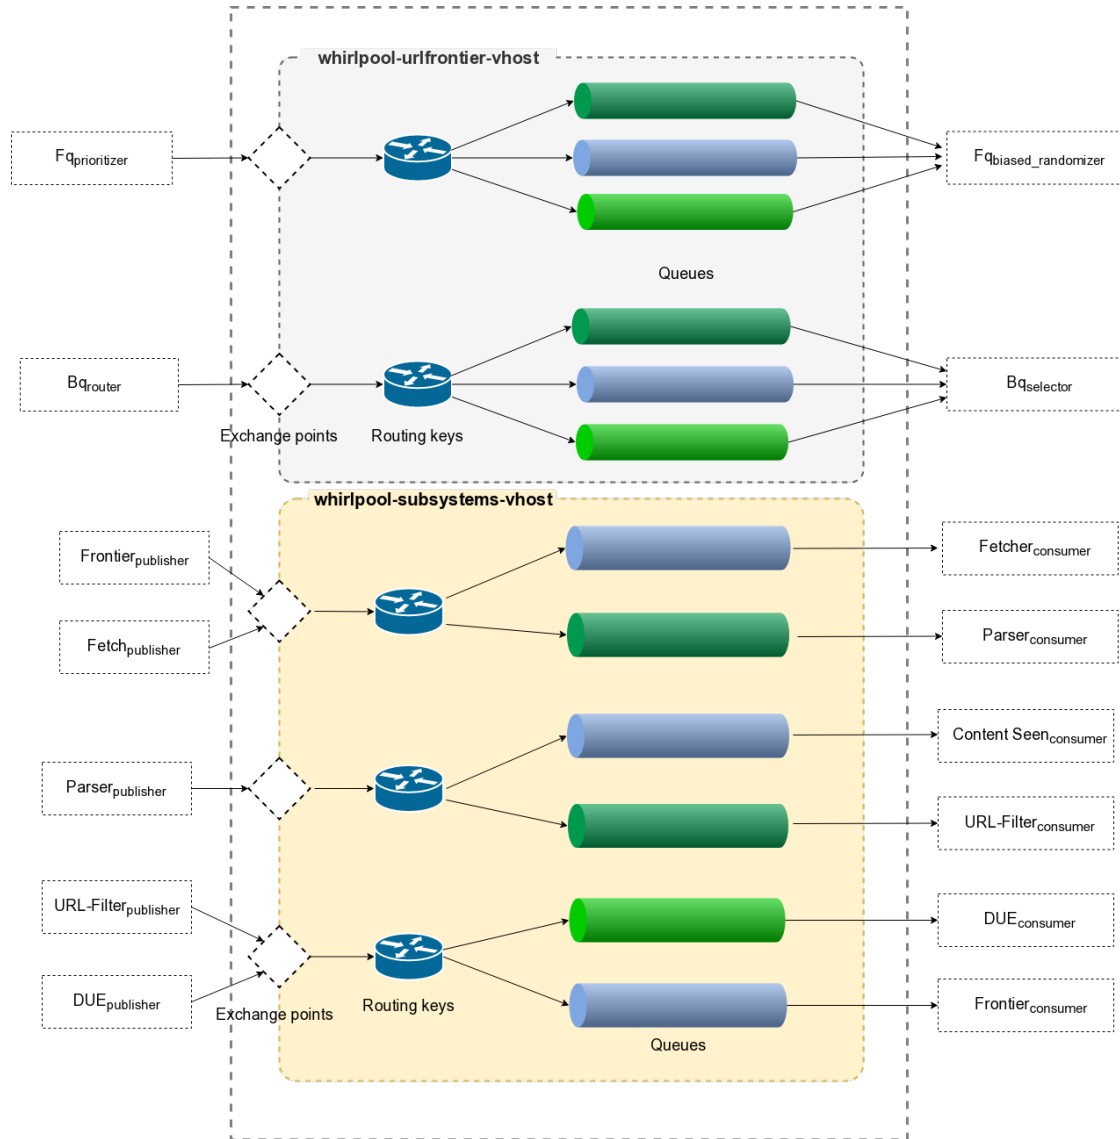 whirlpool-urlfrontier-vhost
Fqprioritizer
Fqbiased_randomizer
Queues
Bqrouter
Bqselector
Exchange points
Routing keys
whirlpool-subsystems-vhost
Frontierpublisher
Fetcherconsumer
Fetchpublisher
Parserconsumer
Content Seenconsumer
Parserpublisher
URL-Filterconsumer
URL-Filterpublisher
DUEconsumer
DUEpublisher
Frontierconsumer
Exchange points
Routing keys
Queues